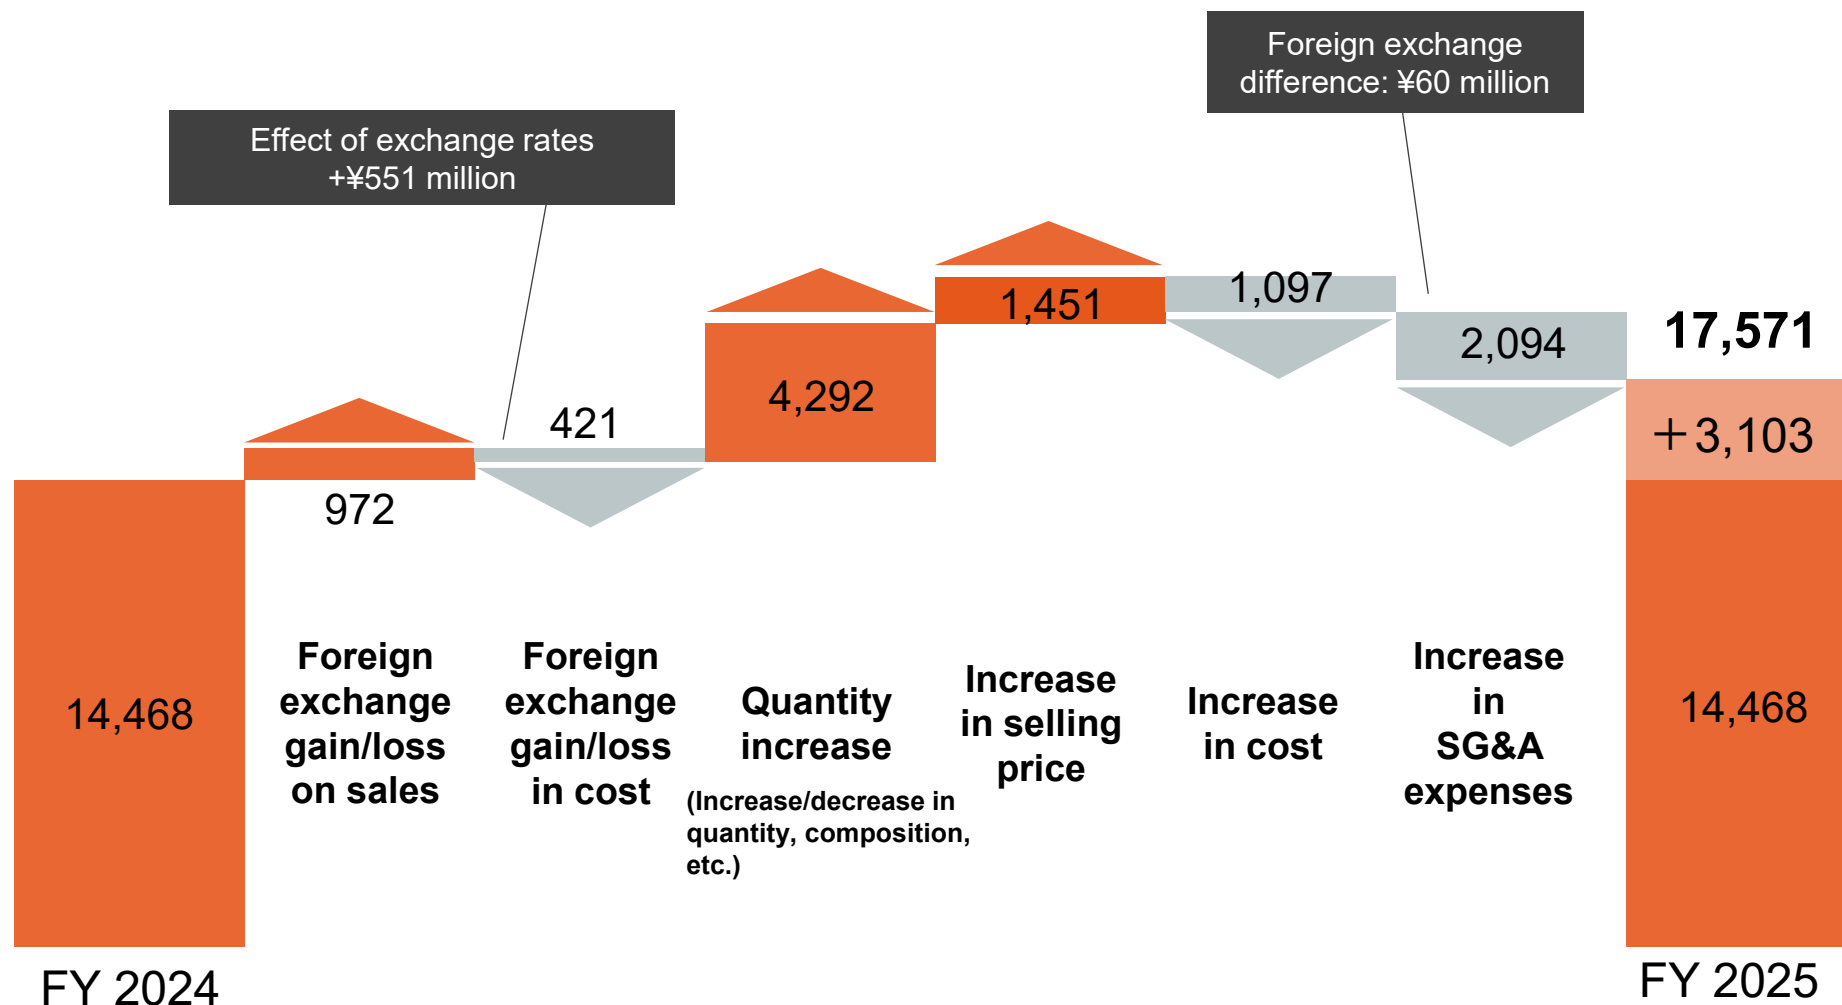 Foreign exchange
difference: ¥60 million
Effect of exchange rates
+¥551 million
1,097
1,451
2,094
17,571
4,292
421
+3,103
972
14,468
14,468
Foreign
exchange
gain/loss
on sales
Foreign
exchange
gain/loss
in cost
Quantity
increase
(Increase/decrease in
quantity, composition,
etc.)
Increase
in selling
price
Increase
in cost
Increase
in
SG&A
expenses
FY 2024
FY 2025